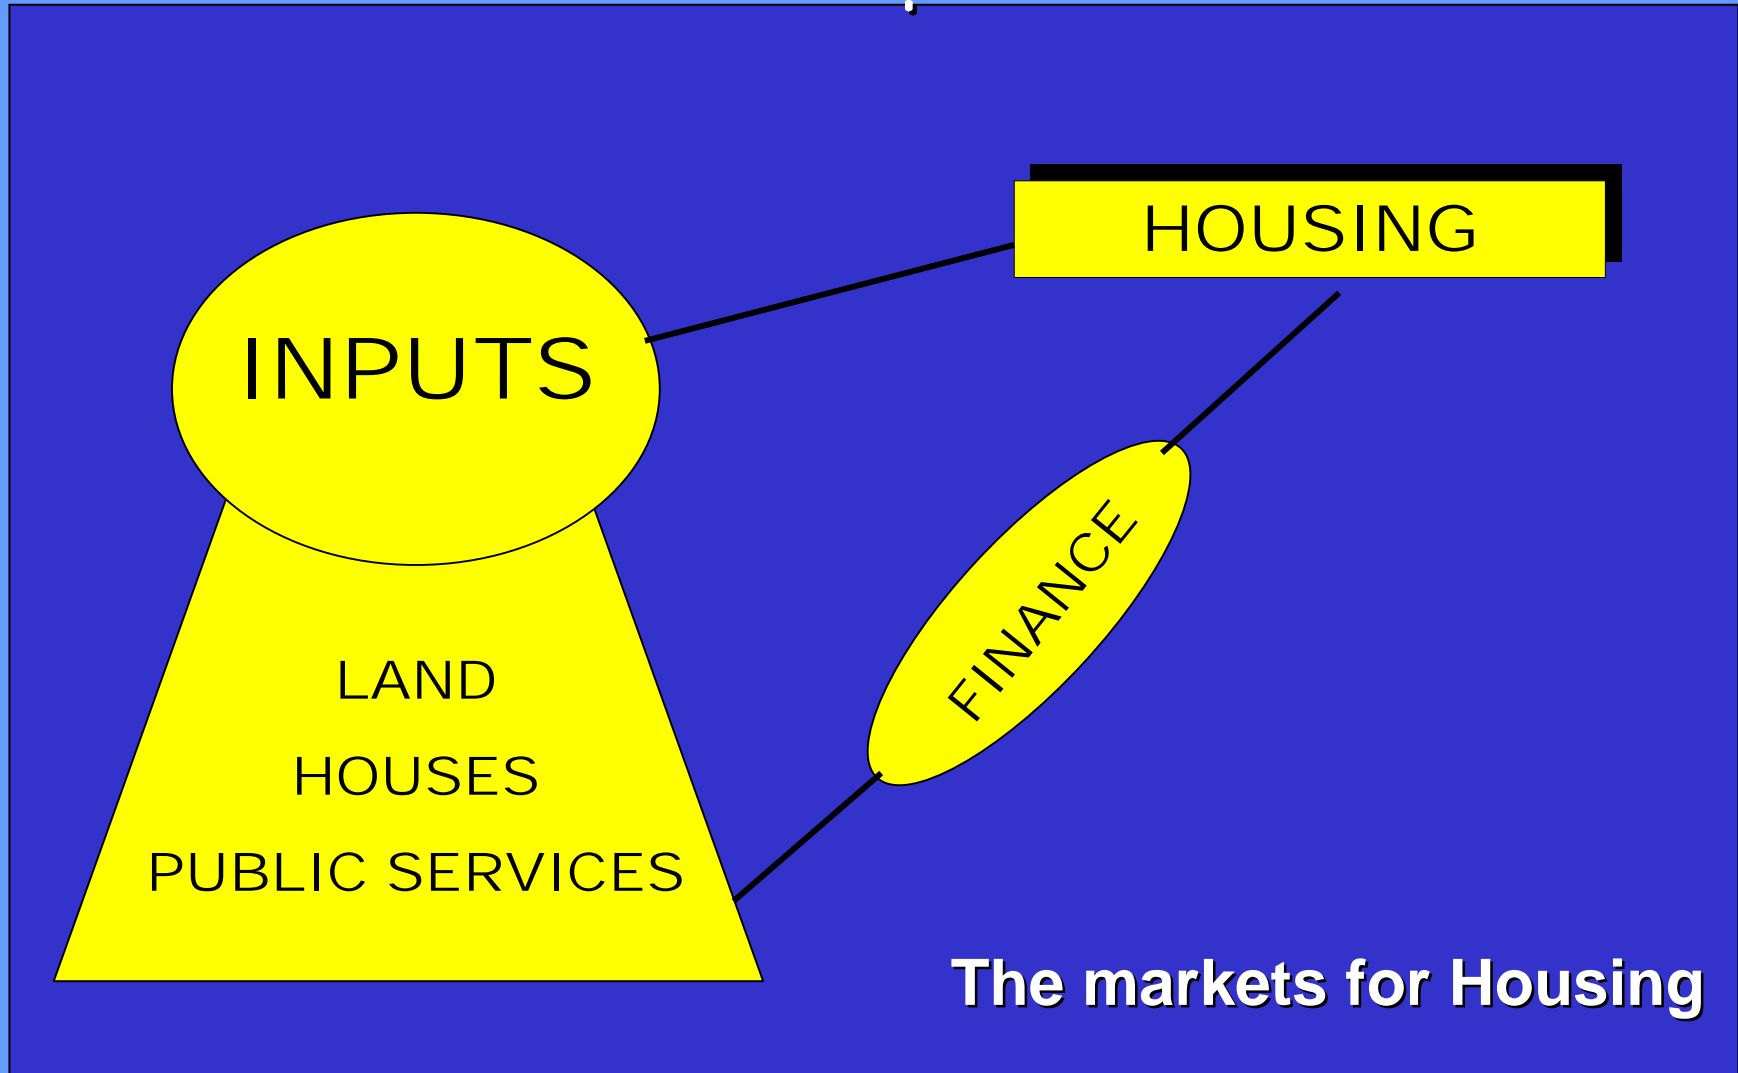 HOUSING
INPUTS
FINANCE
LAND
HOUSES
PUBLIC SERVICES
The markets for Housing